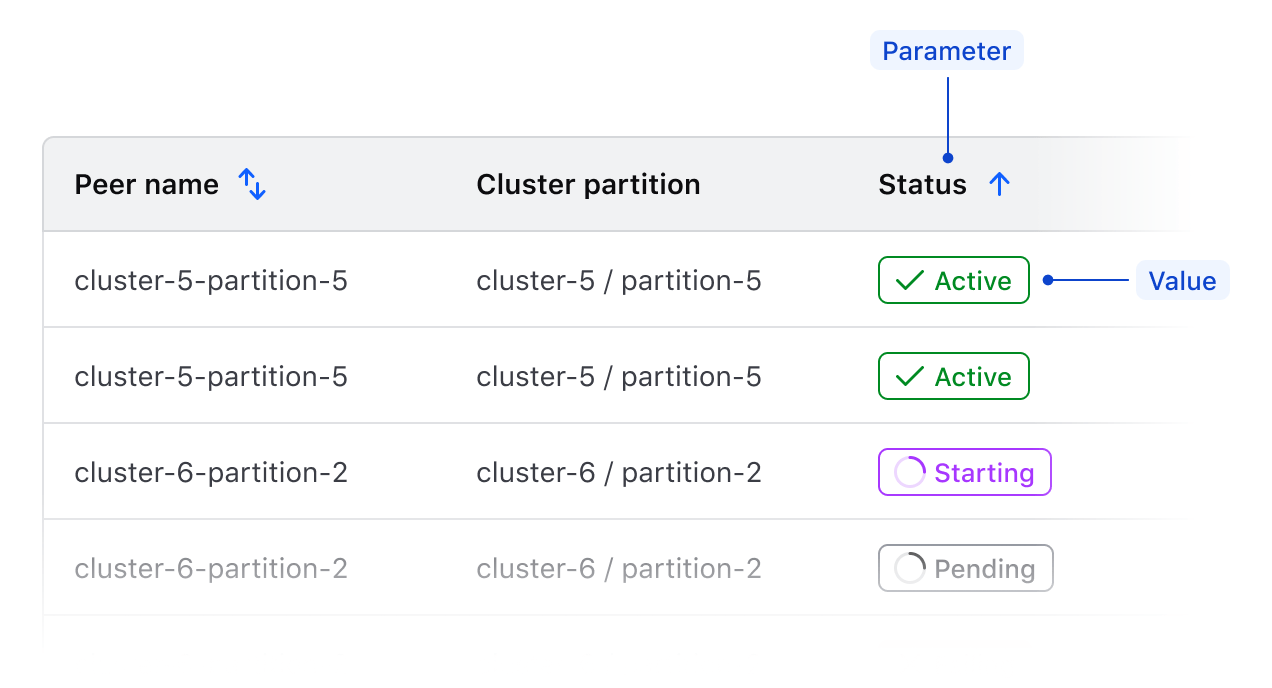 Parameter
Peer name Cluster partition Status
cluster-5-partition-5 cluster-5 / partition-5 Active Value
cluster-5-partition-5 cluster-5 / partition-5 Active
cluster-6-partition-2 cluster-6 / partition-2 Starting
cluster-6-partition-2 cluster-6 / partition-2 Pending